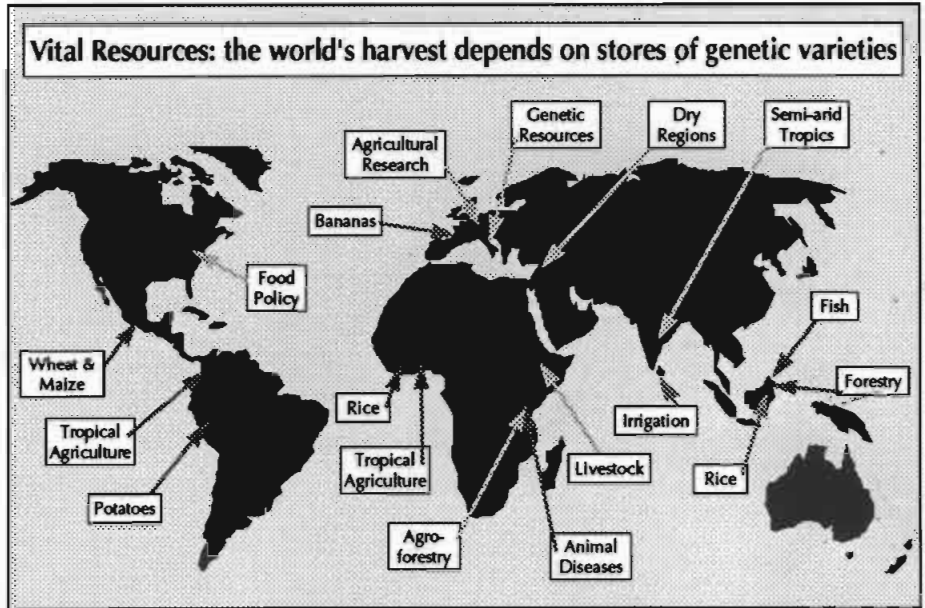 Vital Resources: the world's harvest depends on stores of genetic varieties
Genetic
Resources
Dry
Regions
Semi-arid
Tropics
Agricultural
Research
Bananas
Food
Policy
Fish
Wheat &
Maize
Forestry
Rice
Irrigation
Tropical
Agriculture
Tropical
Agriculture
Livestock
Rice
Potatoes
Agro-
forestry
Animal
Diseases